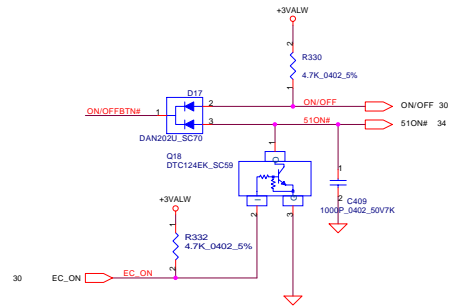 +3VALW
2
R330
4.7K_0402_5%
1
D17
ON/OFFBTN#
1
2
ON/OFF
ON/OFF 30
3
51ON#
51ON# 34
DAN202U_SC70
Q18
DTC124EK_SC59
1
O
I
G
2
3
1
2
C409
1000P_0402_50V7K
+3VALW
1
R332
4.7K_0402_5%
2
30
EC_ON
EC_ON